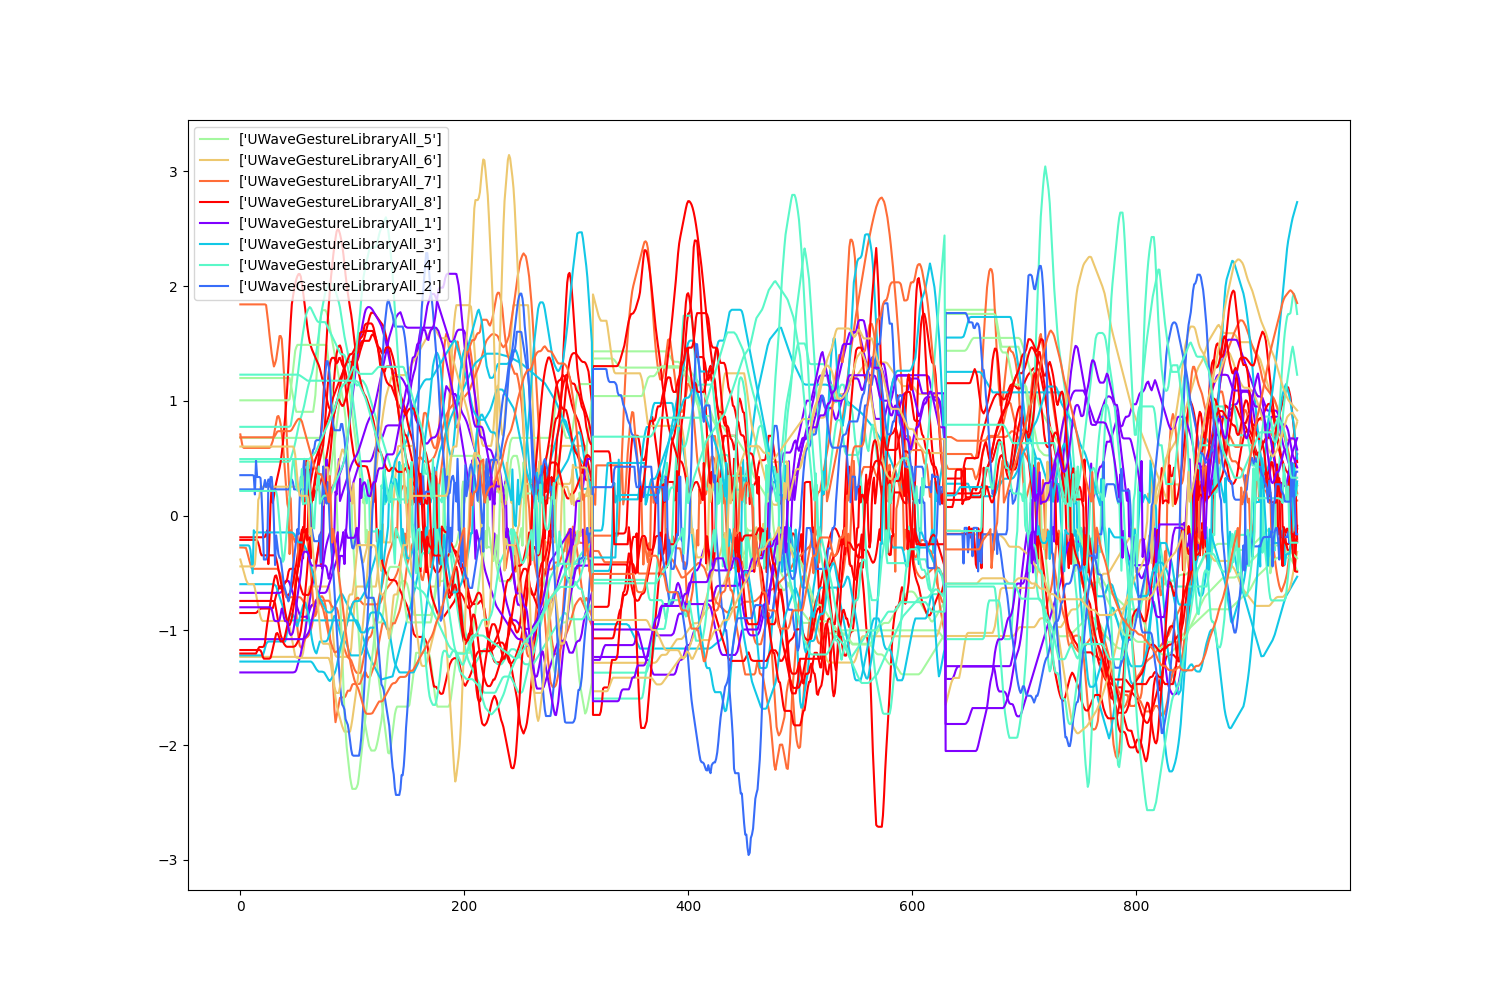 ['UWaveGestureLibraryAll_5']
['UWaveGestureLibraryAll_6']
['UWaveGestureLibraryAll_7']
['UWaveGestureLibraryAll_8']
['UWaveGestureLibraryAll_1']
['UWaveGestureLibraryAll_3']
['UWaveGestureLibraryAll_4']
['UWaveGestureLibraryAll_2']
3
2
1
0
−1
−2
−3
0 200 400 600 800